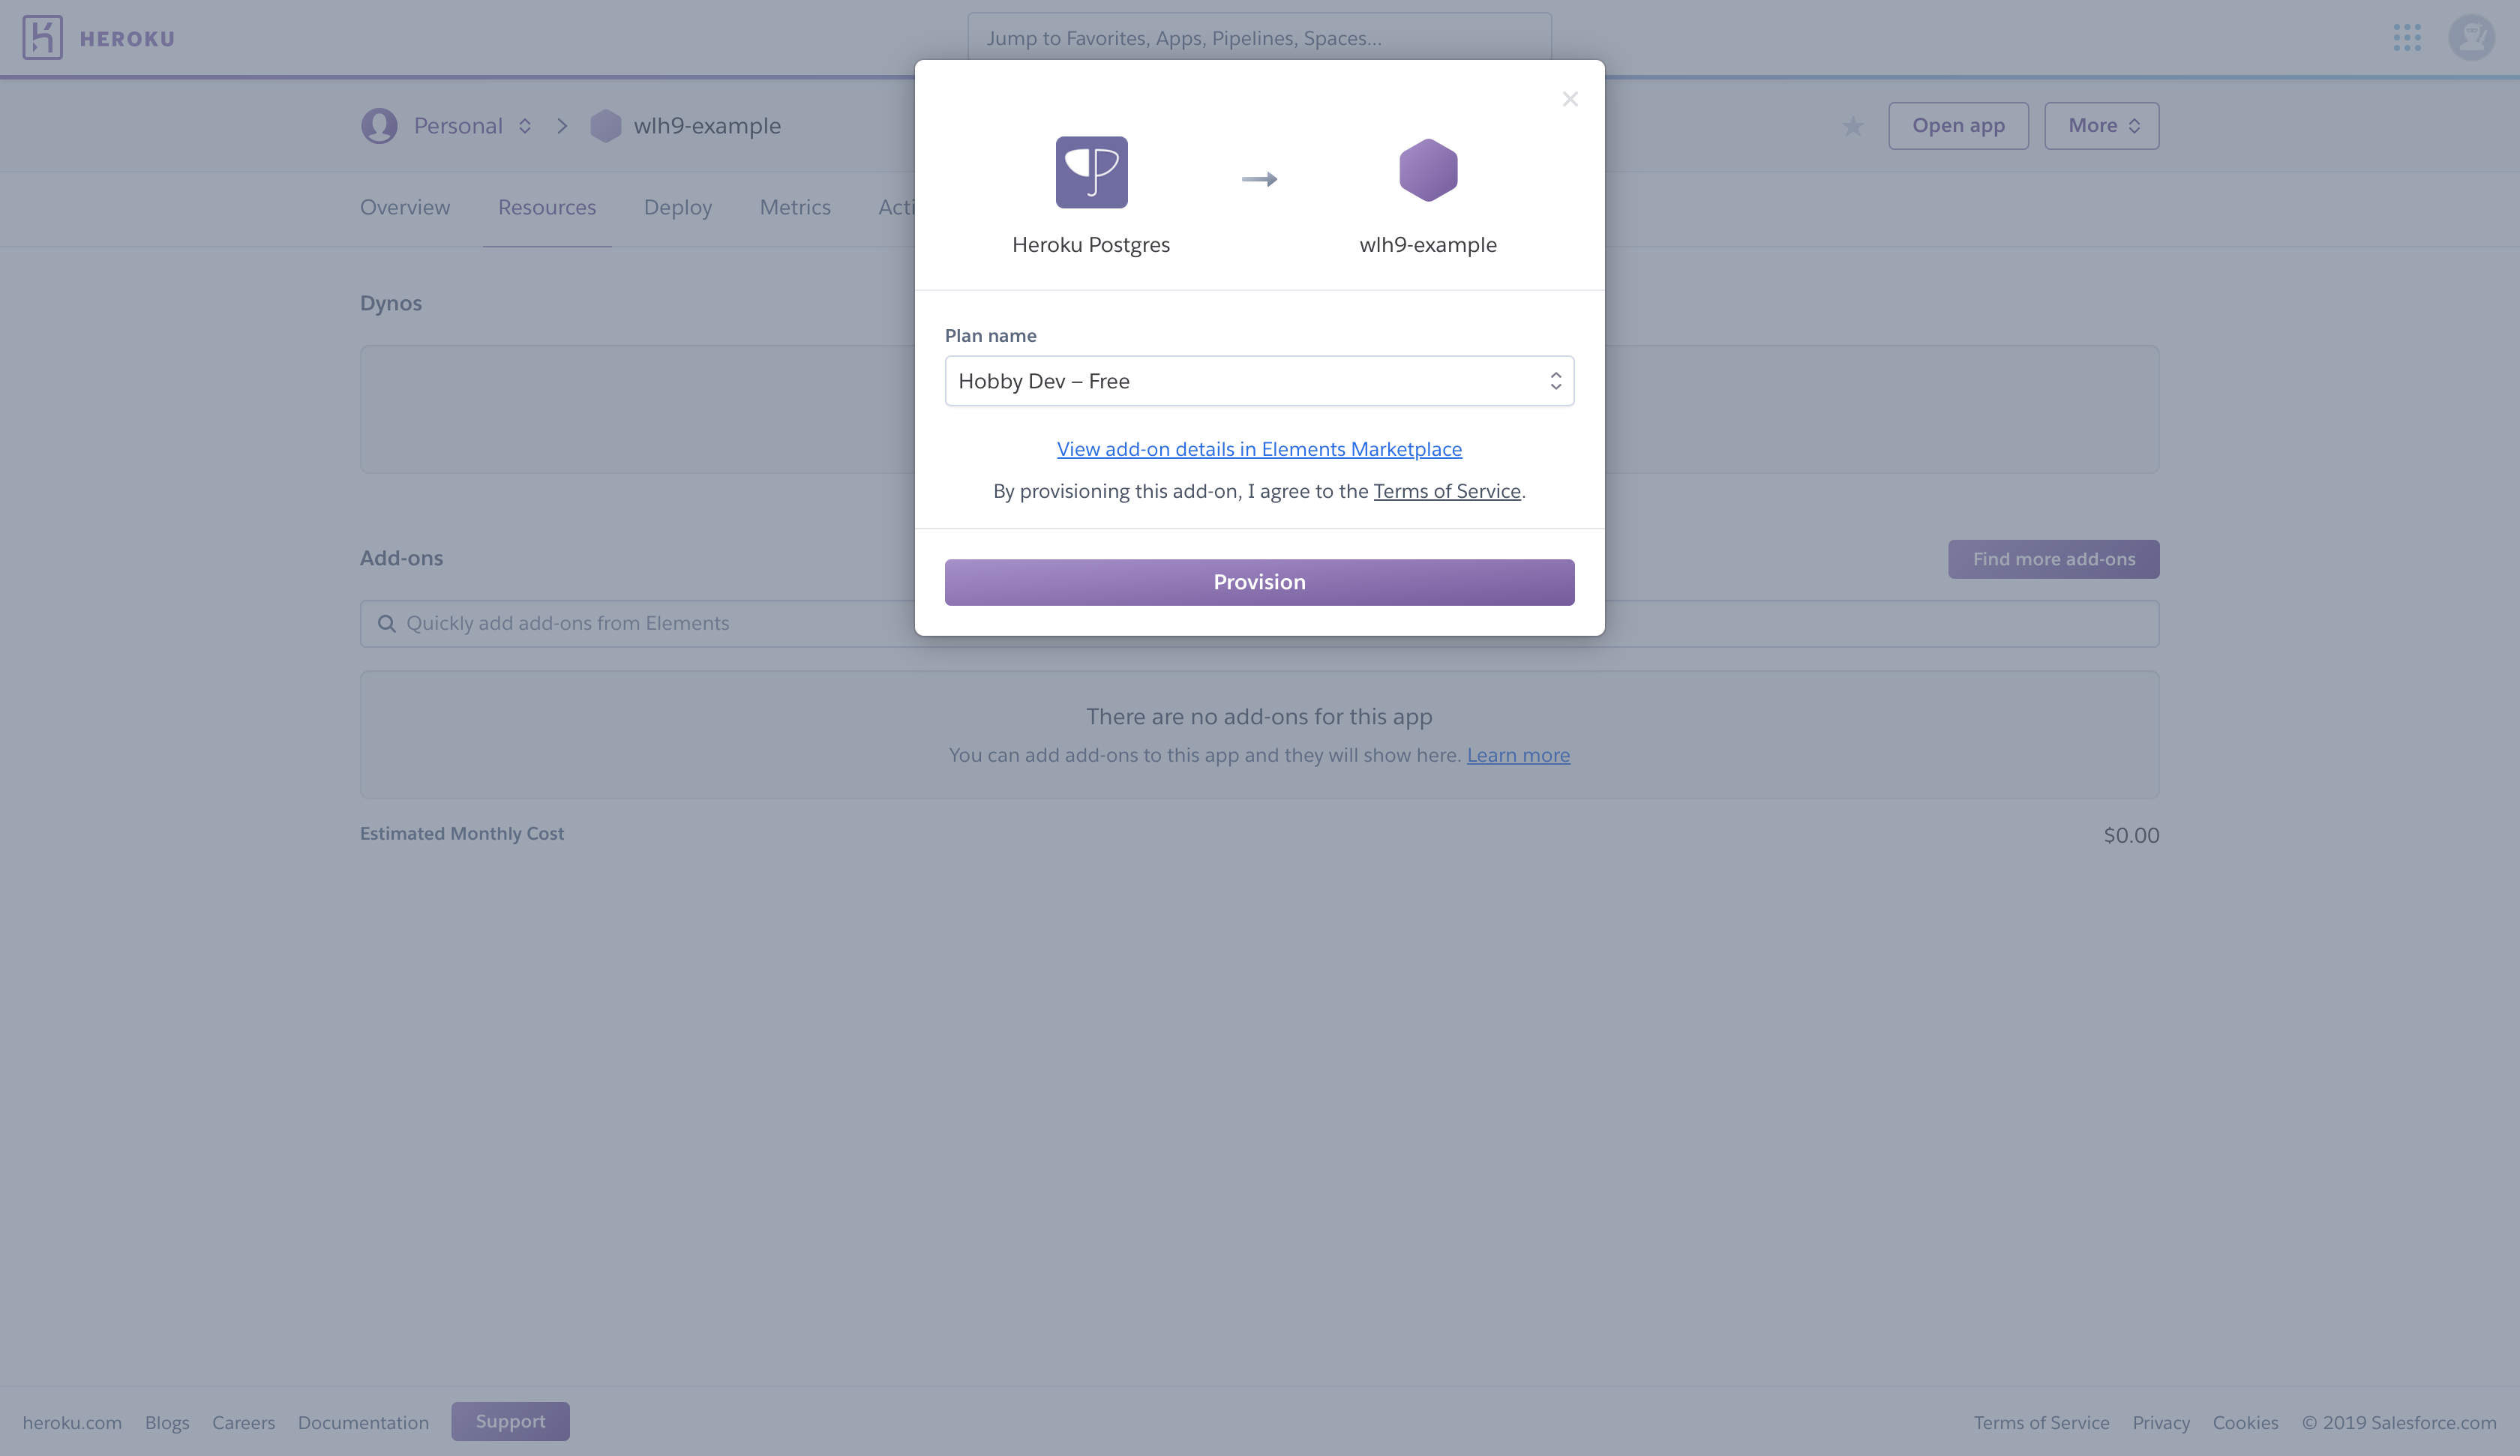 HEROKU
Jump to Favorites, Apps, Pipelines, Spaces...
Personal
wlh9-example
Open app
More
Overview
Resources
Deploy
Metrics
Acti
Heroku Postgres
wlh9-example
Dynos
Plan name
Hobby Dev – Free
View add-on details in Elements Marketplace
By provisioning this add-on, I agree to the Terms of Service.
Provision
Add-ons
Find more add-ons
Quickly add add-ons from Elements
There are no add-ons for this app
You can add add-ons to this app and they will show here. Learn more
Estimated Monthly Cost
$0.00
heroku.com
Blogs
Careers
Documentation
Support
Terms of Service
Privacy
Cookies
© 2019 Salesforce.com